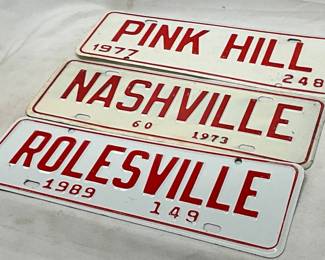 PINK HILL
1977 248
NASHVILLE
60 1973
ROLESVILLE
1989 149